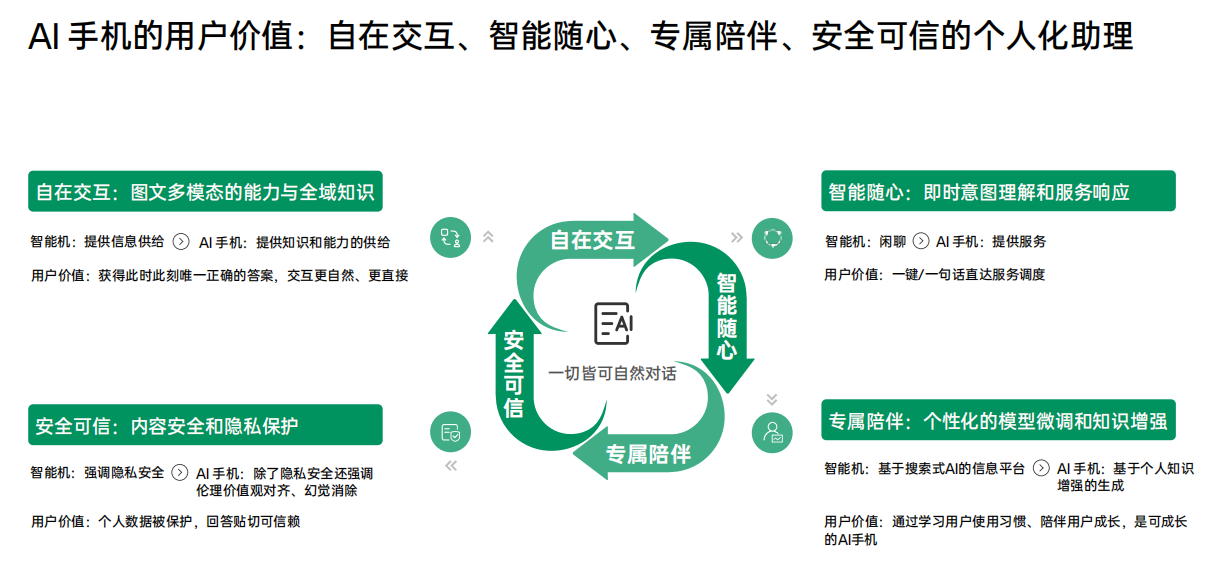 AI 手机的用户价值：自在交互、智能随心、专属陪伴、安全可信的个人化助理
自在交互：图文多模态的能力与全域知识
智能机：提供信息供给
AI 手机：提供知识和能力的供给
用户价值：获得此时此刻唯一正确的答案，交互更自然、更直接
智能随心：即时意图理解和服务响应
智能机：闲聊
AI 手机：提供服务
用户价值：一键/一句话直达服务调度
自在交互
智能随心
专属陪伴
安全可信
AI
一切皆可自然对话
安全可信：内容安全和隐私保护
智能机：强调隐私安全
AI 手机：除了隐私安全还强调
伦理价值观对齐、幻觉消除
用户价值：个人数据被保护，回答贴切可信赖
专属陪伴：个性化的模型微调和知识增强
智能机：基于搜索式AI的信息平台
AI 手机：基于个人知识
增强的生成
用户价值：通过学习用户使用习惯、陪伴用户成长，是可成长
的AI手机